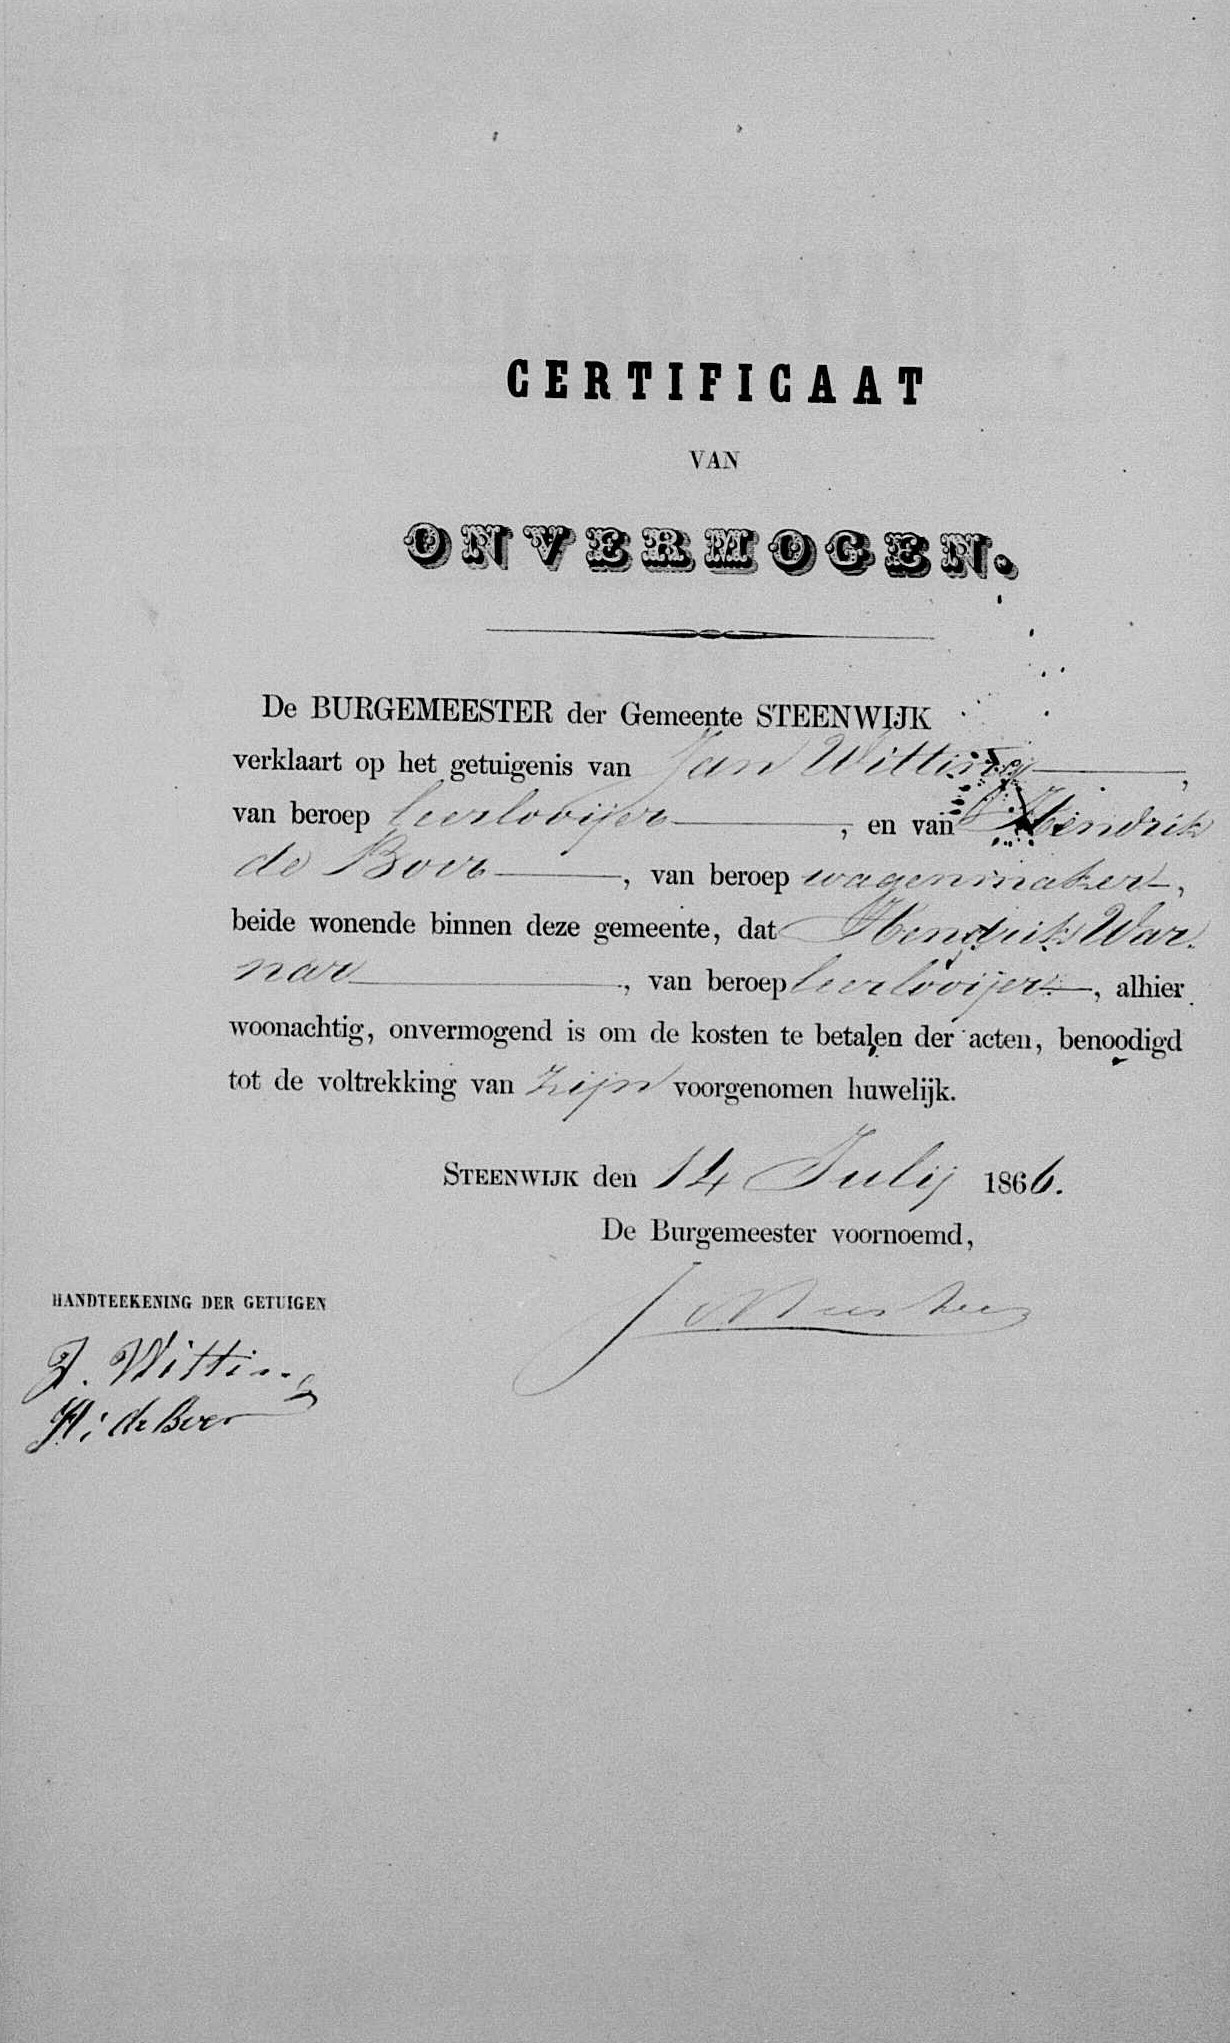 CERTIFICAAT
VAN
ONVERMOGEN.
De BURGEMEESTER der Gemeente STEENWIJK
verklaart op het getuigenis van Jan Witting,
van beroep leerlooijer, en van Hendrik
de Boer, van beroep wagenmaker,
beide wonende binnen deze gemeente, dat Hendrik War
nar, van beroep leerlooijer, alhier
woonachtig, onvermogend is om de kosten te betalen der acten, benoodigd
tot de voltrekking van zijn voorgenomen huwelijk.
STEENWIJK den 14 Julij 1866.
De Burgemeester voornoemd,
HANDTEEKENING DER GETUIGEN
J. Witting
H: de Boer